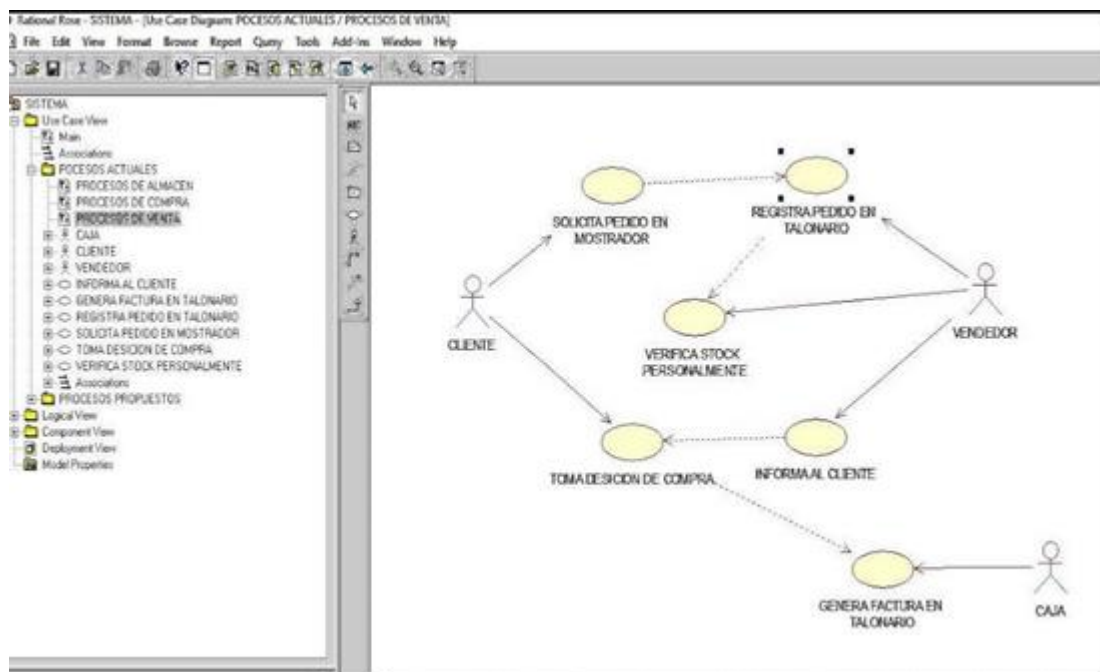 Rational Rose - SISTEMA - [Use Case Diagram: POCESOS ACTUALES / PROCESOS DE VENTA]
File Edit View Format Browse Report Query Tools Add-Ins Window Help
SISTEMA
Use Case View
Main
Associations
POCESOS ACTUALES
PROCESOS DE ALMACEN
PROCESOS DE COMPRA
PROCESOS DE VENTA
CAJA
CLIENTE
VENDEDOR
INFORMA AL CLIENTE
GENERA FACTURA EN TALONARIO
REGISTRA PEDIDO EN TALONARIO
SOLICITA PEDIDO EN MOSTRADOR
TOMA DESICION DE COMPRA
VERIFICA STOCK PERSONALMENTE
Associations
PROCESOS PROPUESTOS
Logical View
Component View
Deployment View
Model Properties
ABC
SOLICITA PEDIDO EN
MOSTRADOR
REGISTRA PEDIDO EN
TALONARIO
CLIENTE
VERIFICA STOCK
PERSONALMENTE
VENDEDOR
TOMA DESICION DE COMPRA
INFORMA AL CLIENTE
GENERA FACTURA EN
TALONARIO
CAJA